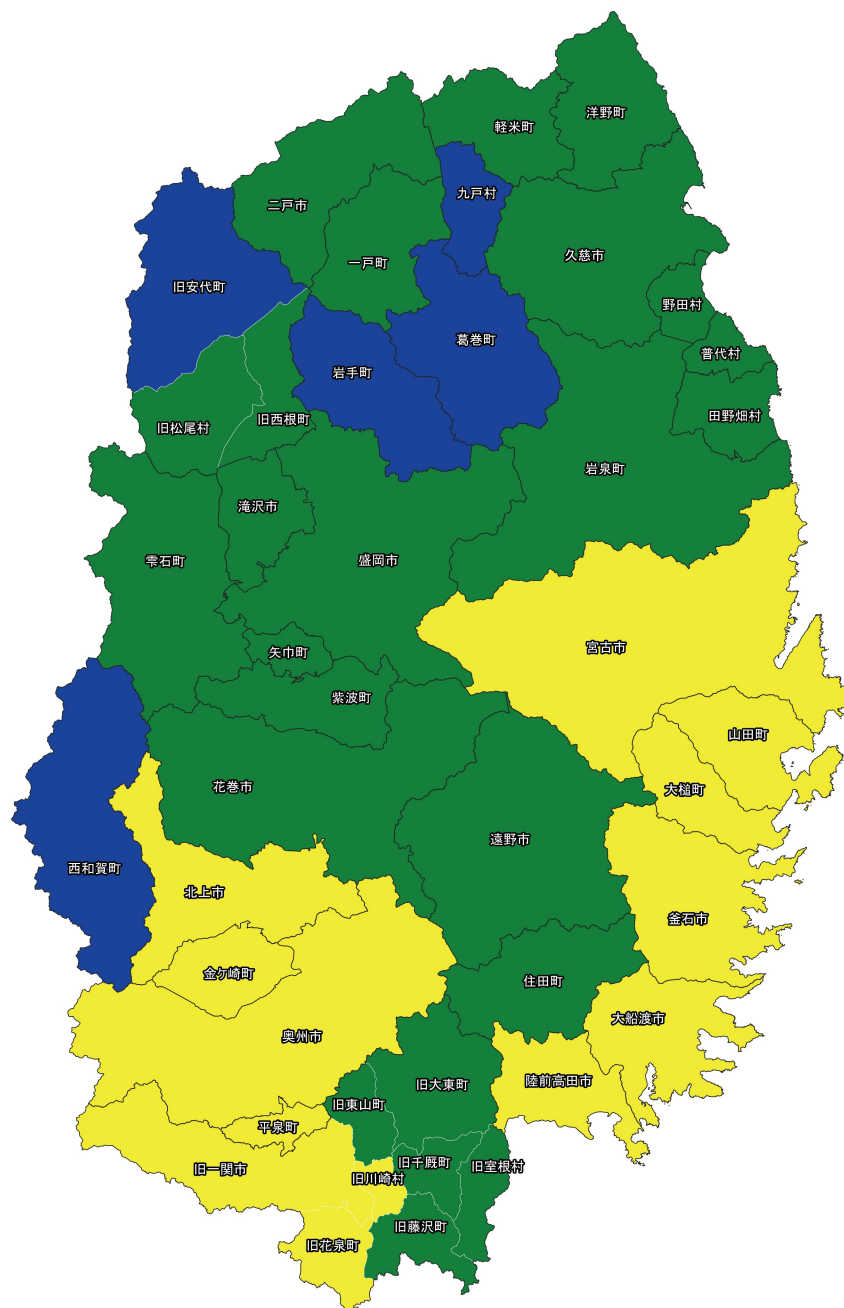 洋野町
軽米町
九戸村
二戸市
久慈市
一戸町
旧安代町
野田村
葛巻町
普代村
岩手町
田野畑村
旧西根町
旧松尾村
岩泉町
滝沢市
雫石町
盛岡市
宮古市
矢巾町
紫波町
山田町
花巻市
大槌町
遠野市
西和賀町
北上市
釜石市
金ケ崎町
住田町
大船渡市
奥州市
陸前高田市
旧大東町
旧東山町
平泉町
旧千厩町
旧室根村
旧一関市
旧川崎村
旧藤沢町
旧花泉町